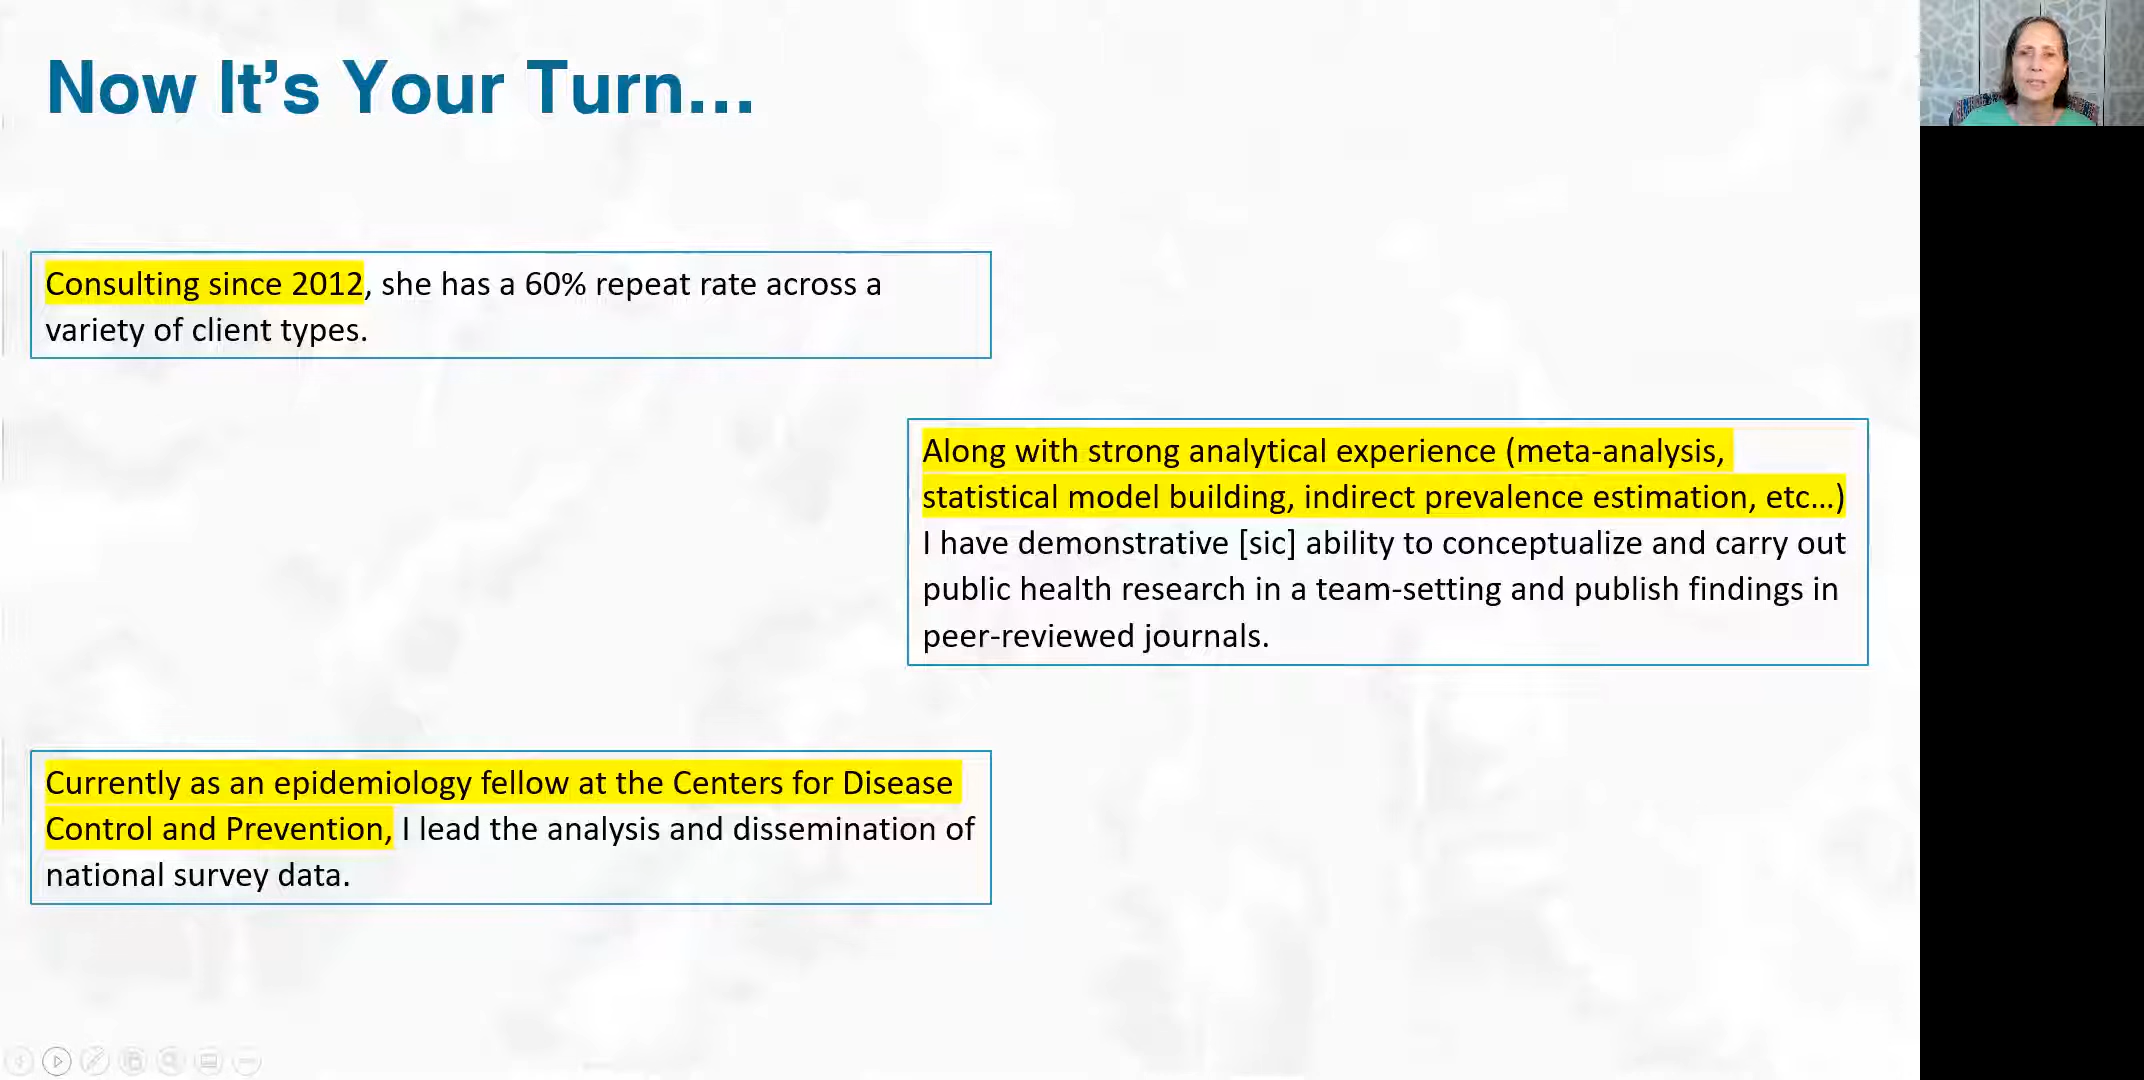 Now It’s Your Turn...
Consulting since 2012, she has a 60% repeat rate across a
variety of client types.
Along with strong analytical experience (meta-analysis,
statistical model building, indirect prevalence estimation, etc...)
I have demonstrative [sic] ability to conceptualize and carry out
public health research in a team-setting and publish findings in
peer-reviewed journals.
Currently as an epidemiology fellow at the Centers for Disease
Control and Prevention, I lead the analysis and dissemination of
national survey data.